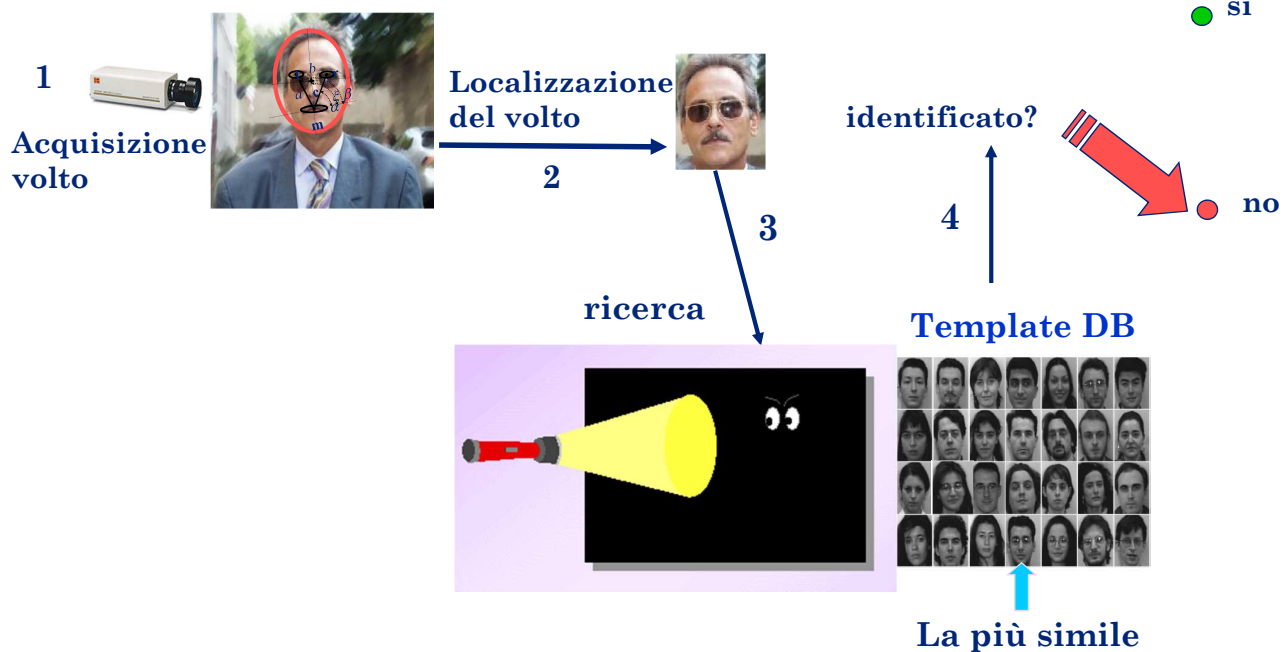 sì
1
b
d
c
β
m
Acquisizione
volto
Localizzazione
del volto
2
identificato?
no
3
4
ricerca
Template DB
La più simile